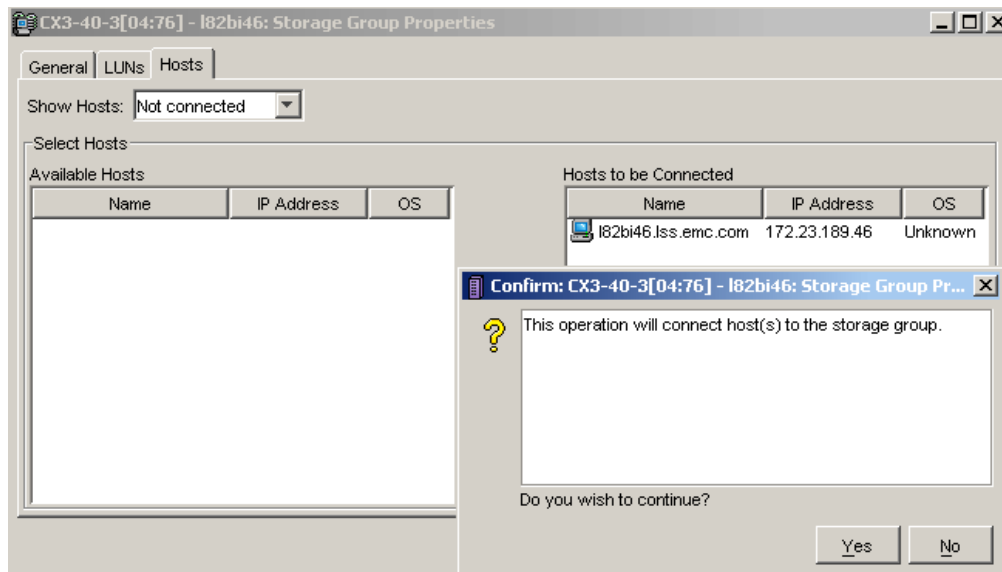 CX3-40-3[04:76] - l82bi46: Storage Group Properties
General LUNs Hosts
Show Hosts: Not connected
Select Hosts
Available Hosts
Name IP Address OS
Hosts to be Connected
Name IP Address OS
l82bi46.lss.emc.com 172.23.189.46 Unknown
Confirm: CX3-40-3[04:76] - l82bi46: Storage Group Pr...
This operation will connect host(s) to the storage group.
Do you wish to continue?
Yes No